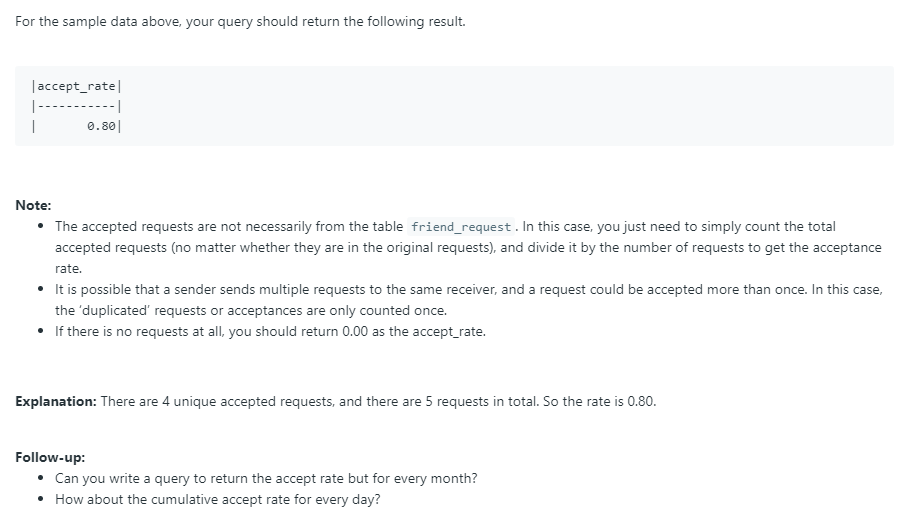 For the sample data above, your query should return the following result.
|accept_rate|
|-----------|
|       0.80|
Note:
• The accepted requests are not necessarily from the table friend_request . In this case, you just need to simply count the total
accepted requests (no matter whether they are in the original requests), and divide it by the number of requests to get the acceptance
rate.
• It is possible that a sender sends multiple requests to the same receiver, and a request could be accepted more than once. In this case,
the 'duplicated' requests or acceptances are only counted once.
• If there is no requests at all, you should return 0.00 as the accept_rate.
Explanation: There are 4 unique accepted requests, and there are 5 requests in total. So the rate is 0.80.
Follow-up:
• Can you write a query to return the accept rate but for every month?
• How about the cumulative accept rate for every day?